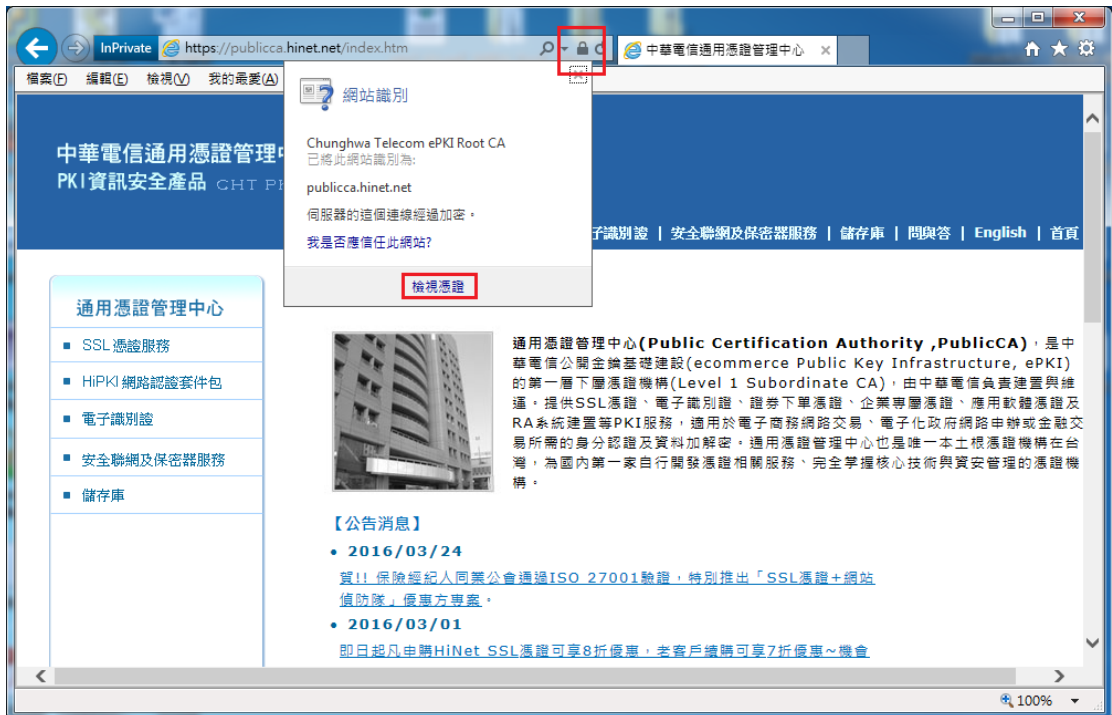 InPrivate https://publicca.hinet.net/index.htm 中華電信通用憑證管理中心
檔案(F) 編輯(E) 檢視(V) 我的最愛(A)
網站識別
Chunghwa Telecom ePKI Root CA
已將此網站識別為:
publicca.hinet.net
伺服器的這個連線經過加密。
我是否應信任此網站?
檢視憑證
中華電信通用憑證管理
PKI資訊安全產品 CHT
子識別證 | 安全聯網及保密器服務 | 儲存庫 | 問與答 | English | 首頁
通用憑證管理中心
SSL 憑證服務
HiPKI 網路認證套件包
電子識別證
安全聯網及保密器服務
儲存庫
通用憑證管理中心(Public Certification Authority ,PublicCA),是中
華電信公開金鑰基礎建設(ecommerce Public Key Infrastructure, ePKI)
的第一層下屬憑證機構(Level 1 Subordinate CA),由中華電信負責建置與維
運。提供SSL憑證、電子識別證、證券下單憑證、企業專屬憑證、應用軟體憑證及
RA系統建置等PKI服務,適用於電子商務網路交易、電子化政府網路申辦或金融交
易所需的身分認證及資料加解密。通用憑證管理中心也是唯一本土根憑證機構在台
灣,為國內第一家自行開發憑證相關服務、完全掌握核心技術與資安管理的憑證機
構。
【公告消息】
• 2016/03/24
賀!! 保險經紀人同業公會通過ISO 27001驗證,特別推出「SSL憑證+網站
偵防隊」優惠方專案。
• 2016/03/01
即日起凡申購HiNet SSL憑證可享8折優惠,老客戶續購可享7折優惠~機會
100%